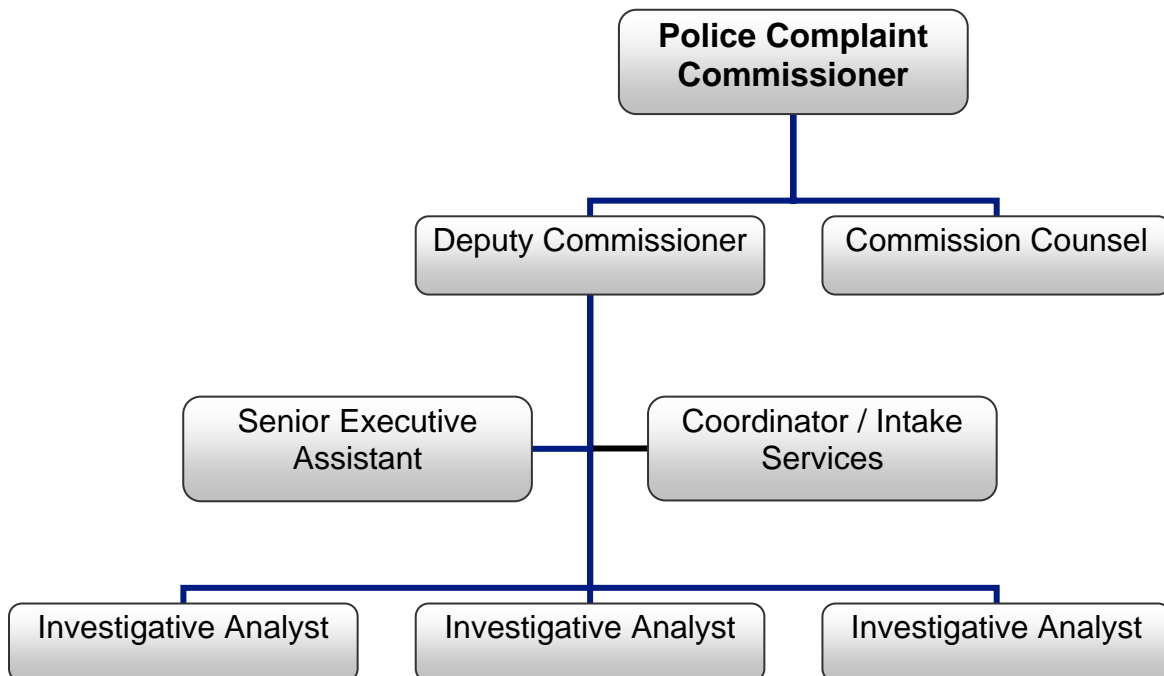 Police Complaint
Commissioner
Deputy Commissioner
Commission Counsel
Senior Executive
Assistant
Coordinator / Intake
Services
Investigative Analyst
Investigative Analyst
Investigative Analyst